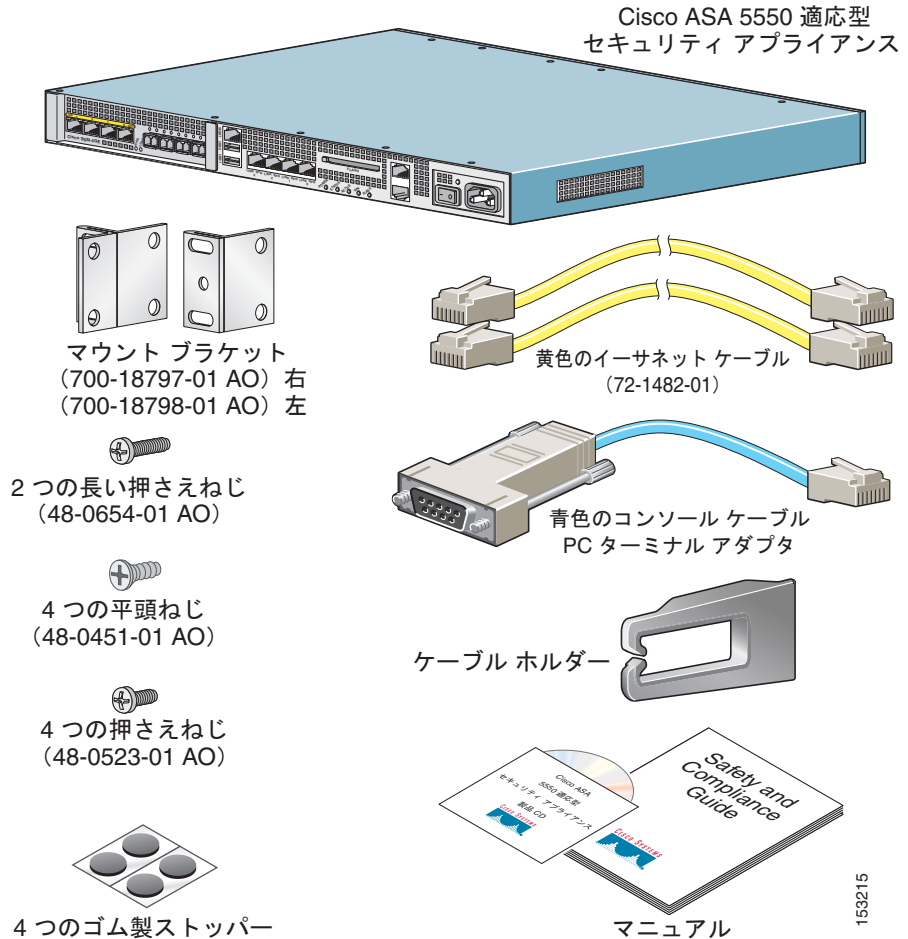 Cisco ASA 5550 適応型
セキュリティ アプライアンス
マウント ブラケット
（700-18797-01 AO）右
（700-18798-01 AO）左
黄色のイーサネット ケーブル
（72-1482-01）
2 つの長い押さえねじ
（48-0654-01 AO）
青色のコンソール ケーブル
PC ターミナル アダプタ
4 つの平頭ねじ
（48-0451-01 AO）
ケーブル ホルダー
4 つの押さえねじ
（48-0523-01 AO）
Cisco ASA
5550 適応型
セキュリティ アプライアンス
製品 CD
CISCO SYSTEMS
Safety and
Compliance
Guide
CISCO SYSTEMS
4 つのゴム製ストッパー
マニュアル
153215